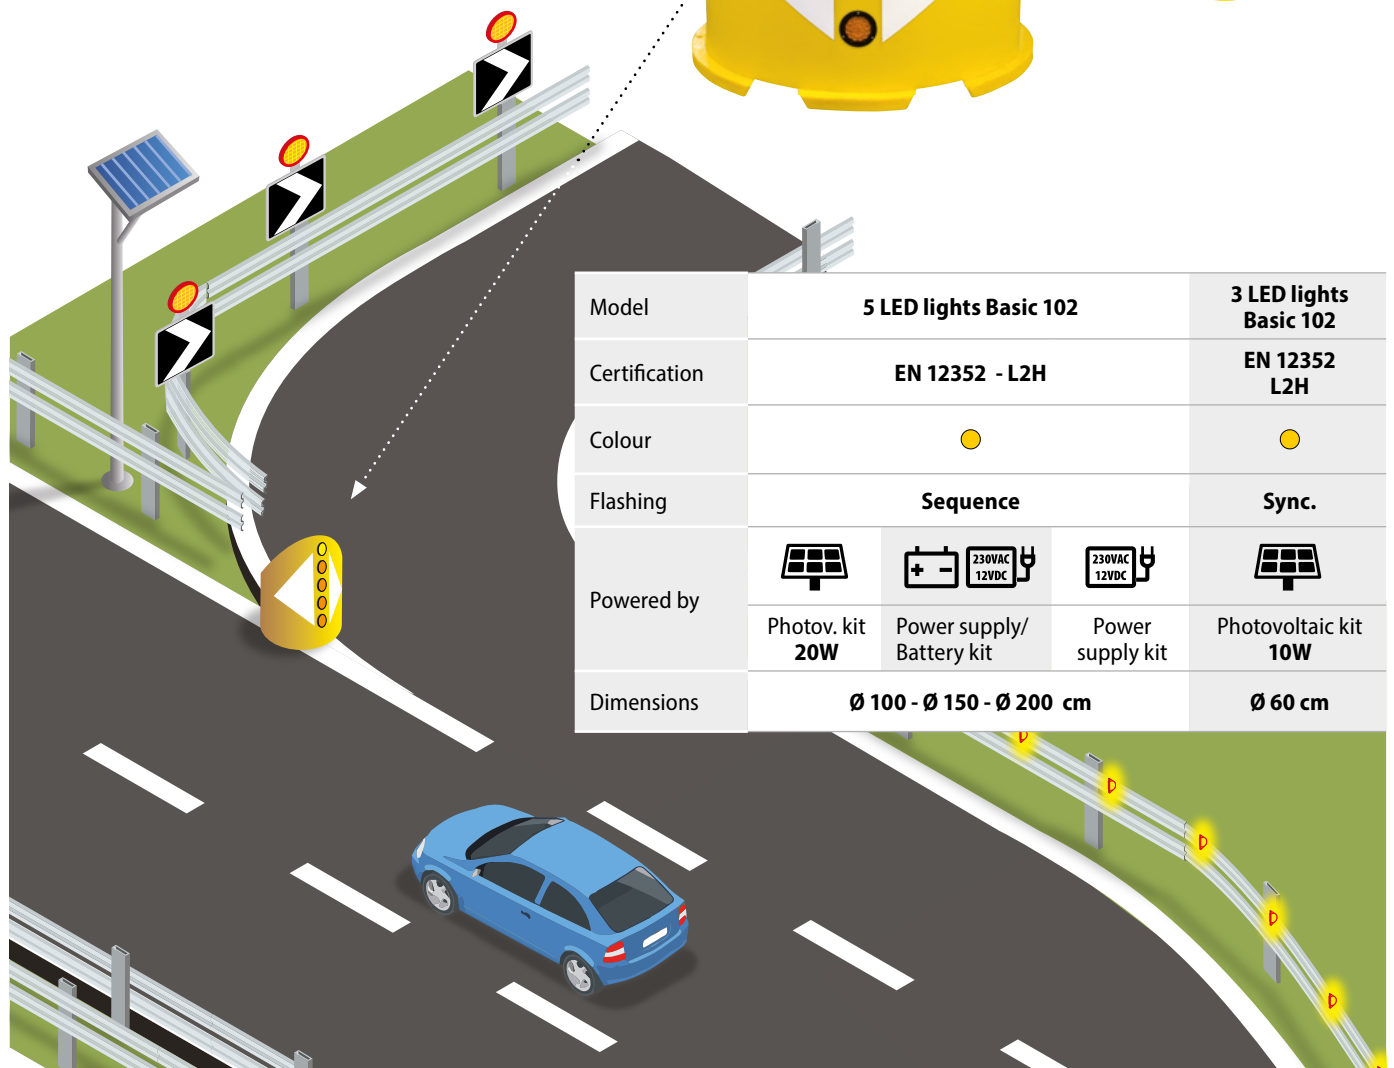 Model
5 LED lights Basic 102
3 LED lights
Basic 102
Certification
EN 12352 - L2H
EN 12352
L2H
Colour
Flashing
Sequence
Sync.
Powered by
+ -
230VAC
12VDC
230VAC
12VDC
Photov. kit
20W
Power supply/
Battery kit
Power
supply kit
Photovoltaic kit
10W
Dimensions
Ø 100 - Ø 150 - Ø 200 cm
Ø 60 cm